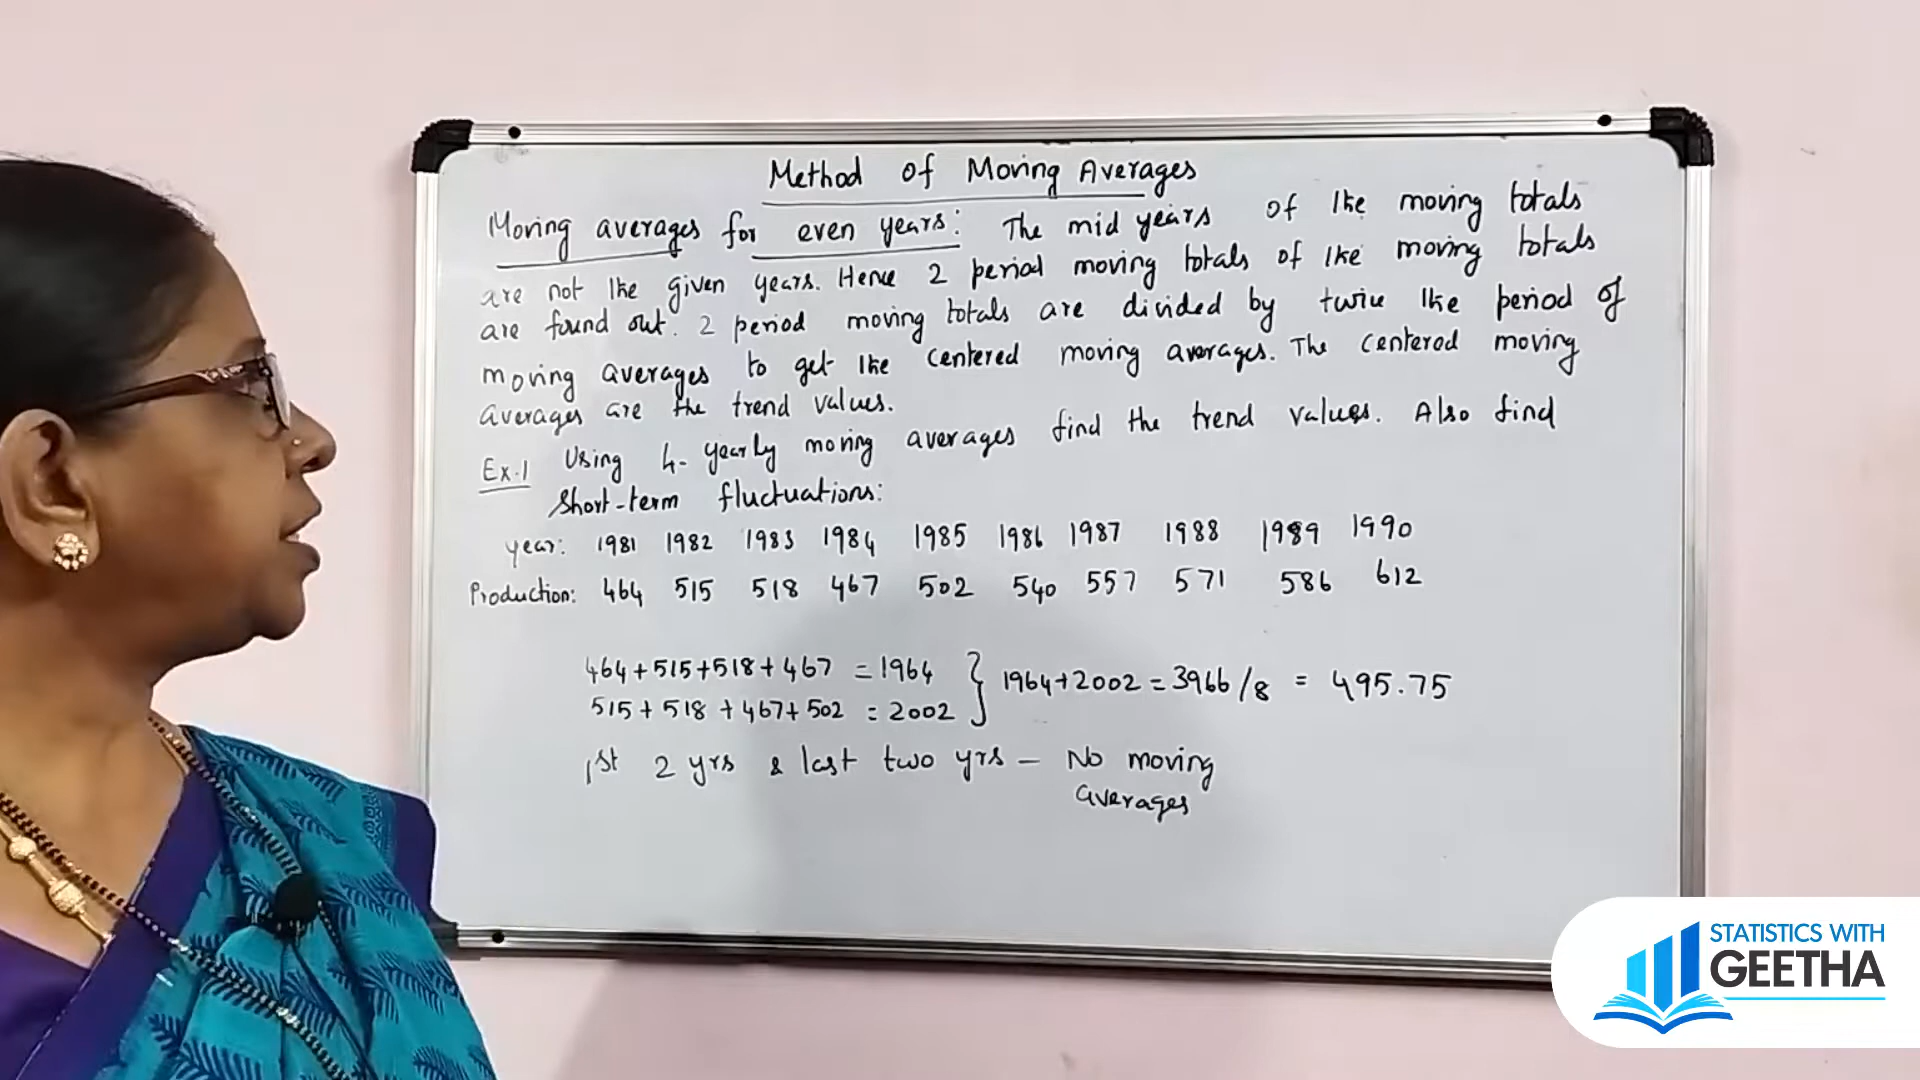 Method of Moving Averages
Moving averages for even years: The mid years of the moving totals
are not the given years. Hence 2 period moving totals of the moving totals
are found out. 2 period moving totals are divided by twice the period of
moving averages to get the centered moving averages. The centered moving
averages are the trend values.
Ex.1 Using 4-yearly moving averages find the trend values. Also find
short-term fluctuations:
year: 1981 1982 1983 1984 1985 1986 1987 1988 1989 1990
Production: 464 515 518 467 502 540 557 571 586 612
464+515+518+467 = 1964
515+518+467+502 = 2002
} 1964+2002 = 3966/8 = 495.75
1st 2 yrs & last two yrs – No moving
averages
STATISTICS WITH
GEETHA